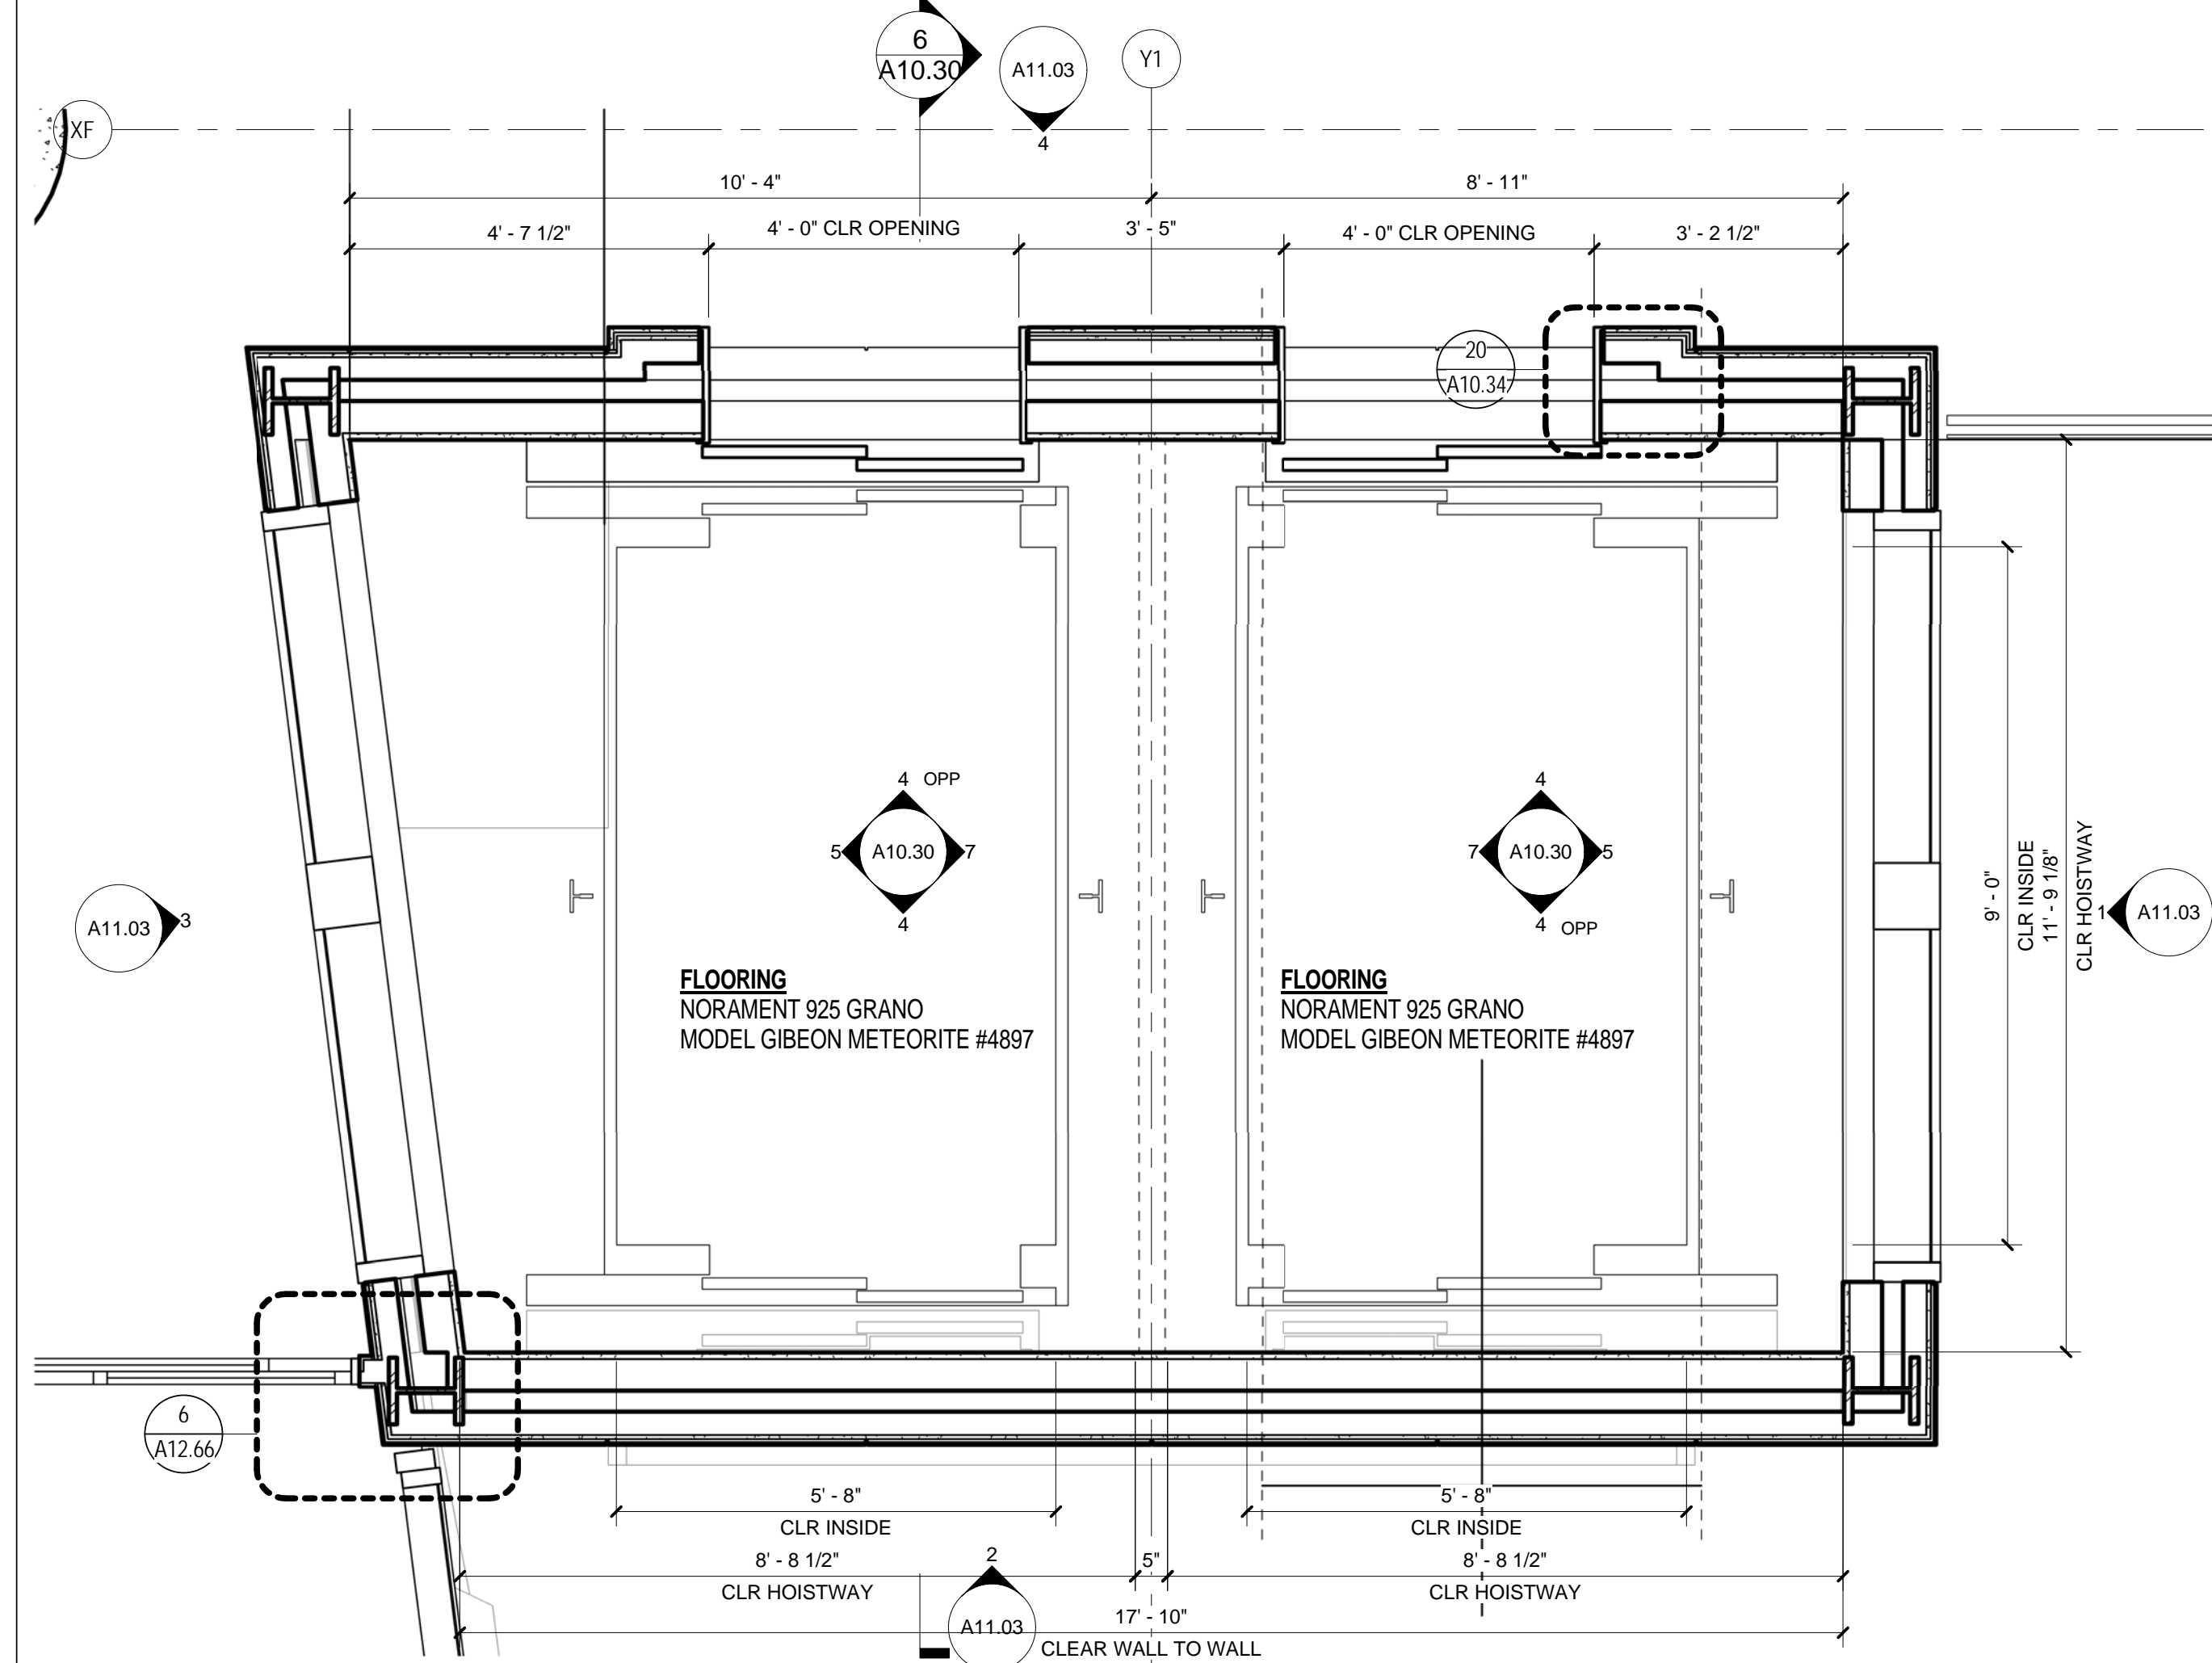 6
A10.30
A11.03
4
Y1
XF
10' - 4"
8' - 11"
4' - 7 1/2"
4' - 0" CLR OPENING
3' - 5"
4' - 0" CLR OPENING
3' - 2 1/2"
20
A10.34
4 OPP
5
A10.30
7
4
4
7
A10.30
5
4 OPP
A11.03
3
9' - 0"
CLR INSIDE
11' - 9 1/8"
CLR HOISTWAY
1
A11.03
FLOORING
NORAMENT 925 GRANO
MODEL GIBEON METEORITE #4897
FLOORING
NORAMENT 925 GRANO
MODEL GIBEON METEORITE #4897
6
A12.66
5' - 8"
CLR INSIDE
5' - 8"
CLR INSIDE
8' - 8 1/2"
CLR HOISTWAY
2
5"
8' - 8 1/2"
CLR HOISTWAY
A11.03
17' - 10"
CLEAR WALL TO WALL